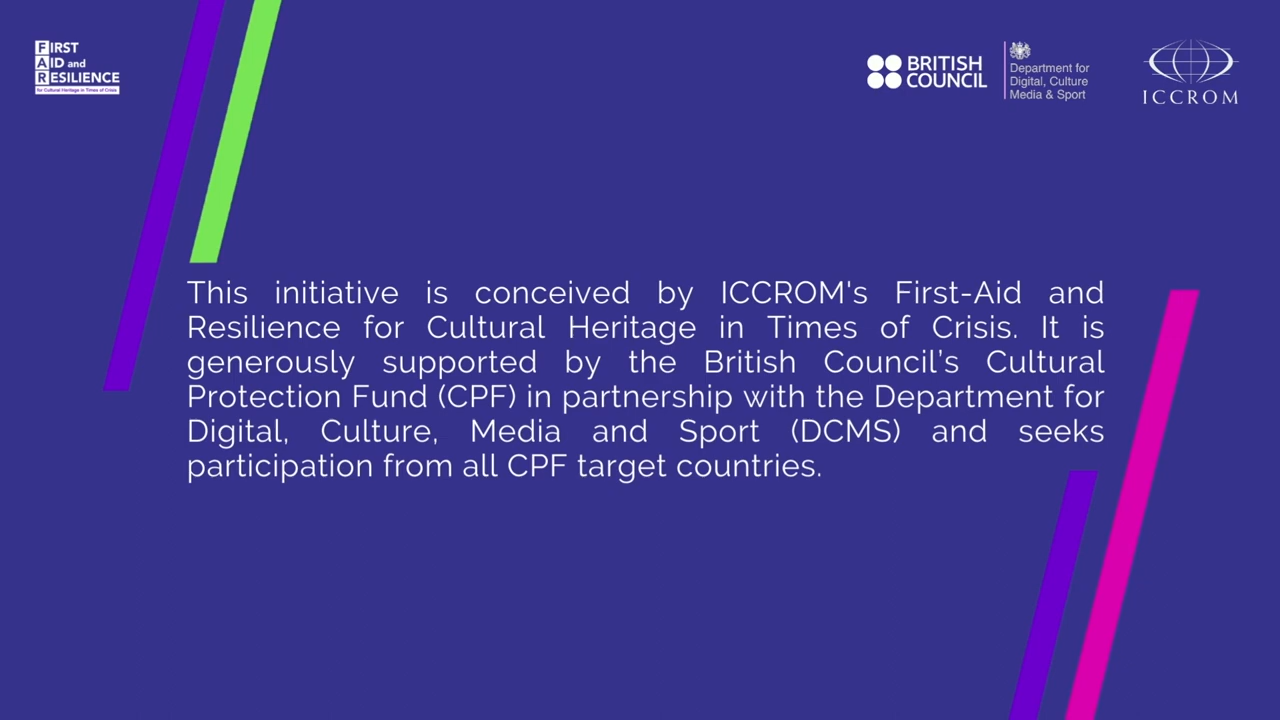 FIRST
AID and
RESILIENCE
for Cultural Heritage in Times of Crisis
BRITISH
COUNCIL
Department for
Digital, Culture
Media & Sport
ICCROM
This initiative is conceived by ICCROM's First-Aid and
Resilience for Cultural Heritage in Times of Crisis. It is
generously supported by the British Council’s Cultural
Protection Fund (CPF) in partnership with the Department for
Digital, Culture, Media and Sport (DCMS) and seeks
participation from all CPF target countries.